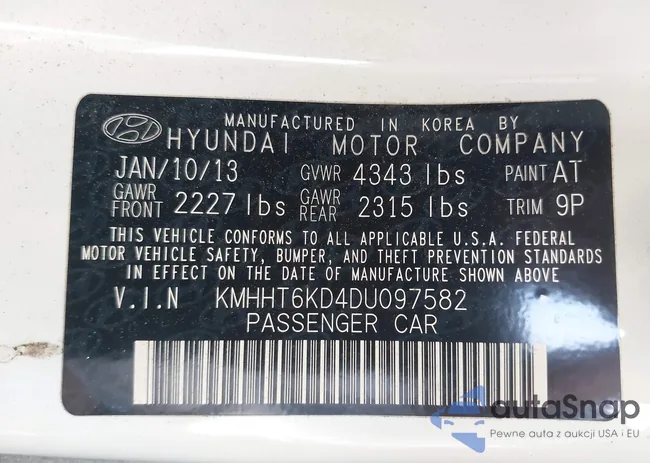 MANUFACTURED IN KOREA BY
HYUNDAI MOTOR COMPANY
JAN/10/13 GVWR 4343 lbs PAINT AT
GAWR FRONT 2227 lbs GAWR REAR 2315 lbs TRIM 9P
THIS VEHICLE CONFORMS TO ALL APPLICABLE U.S.A. FEDERAL
MOTOR VEHICLE SAFETY, BUMPER, AND THEFT PREVENTION STANDARDS
IN EFFECT ON THE DATE OF MANUFACTURE SHOWN ABOVE
V.I.N KMHHT6KD4DU097582
PASSENGER CAR
autaSnap
Pewne auta z aukcji USA i EU